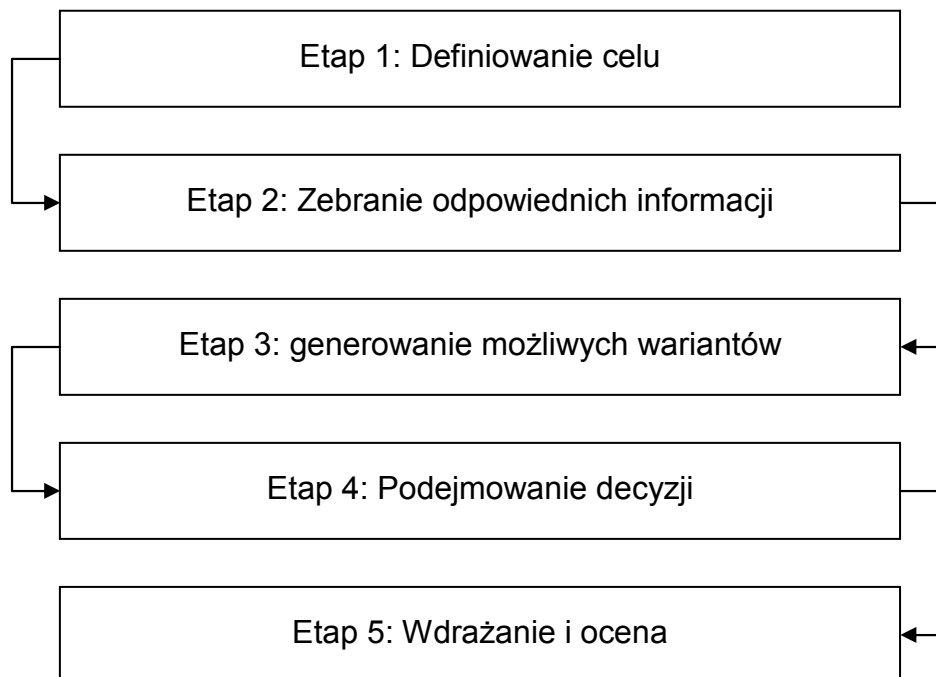 Etap 1: Definiowanie celu
Etap 2: Zebranie odpowiednich informacji
Etap 3: generowanie możliwych wariantów
Etap 4: Podejmowanie decyzji
Etap 5: Wdrażanie i ocena